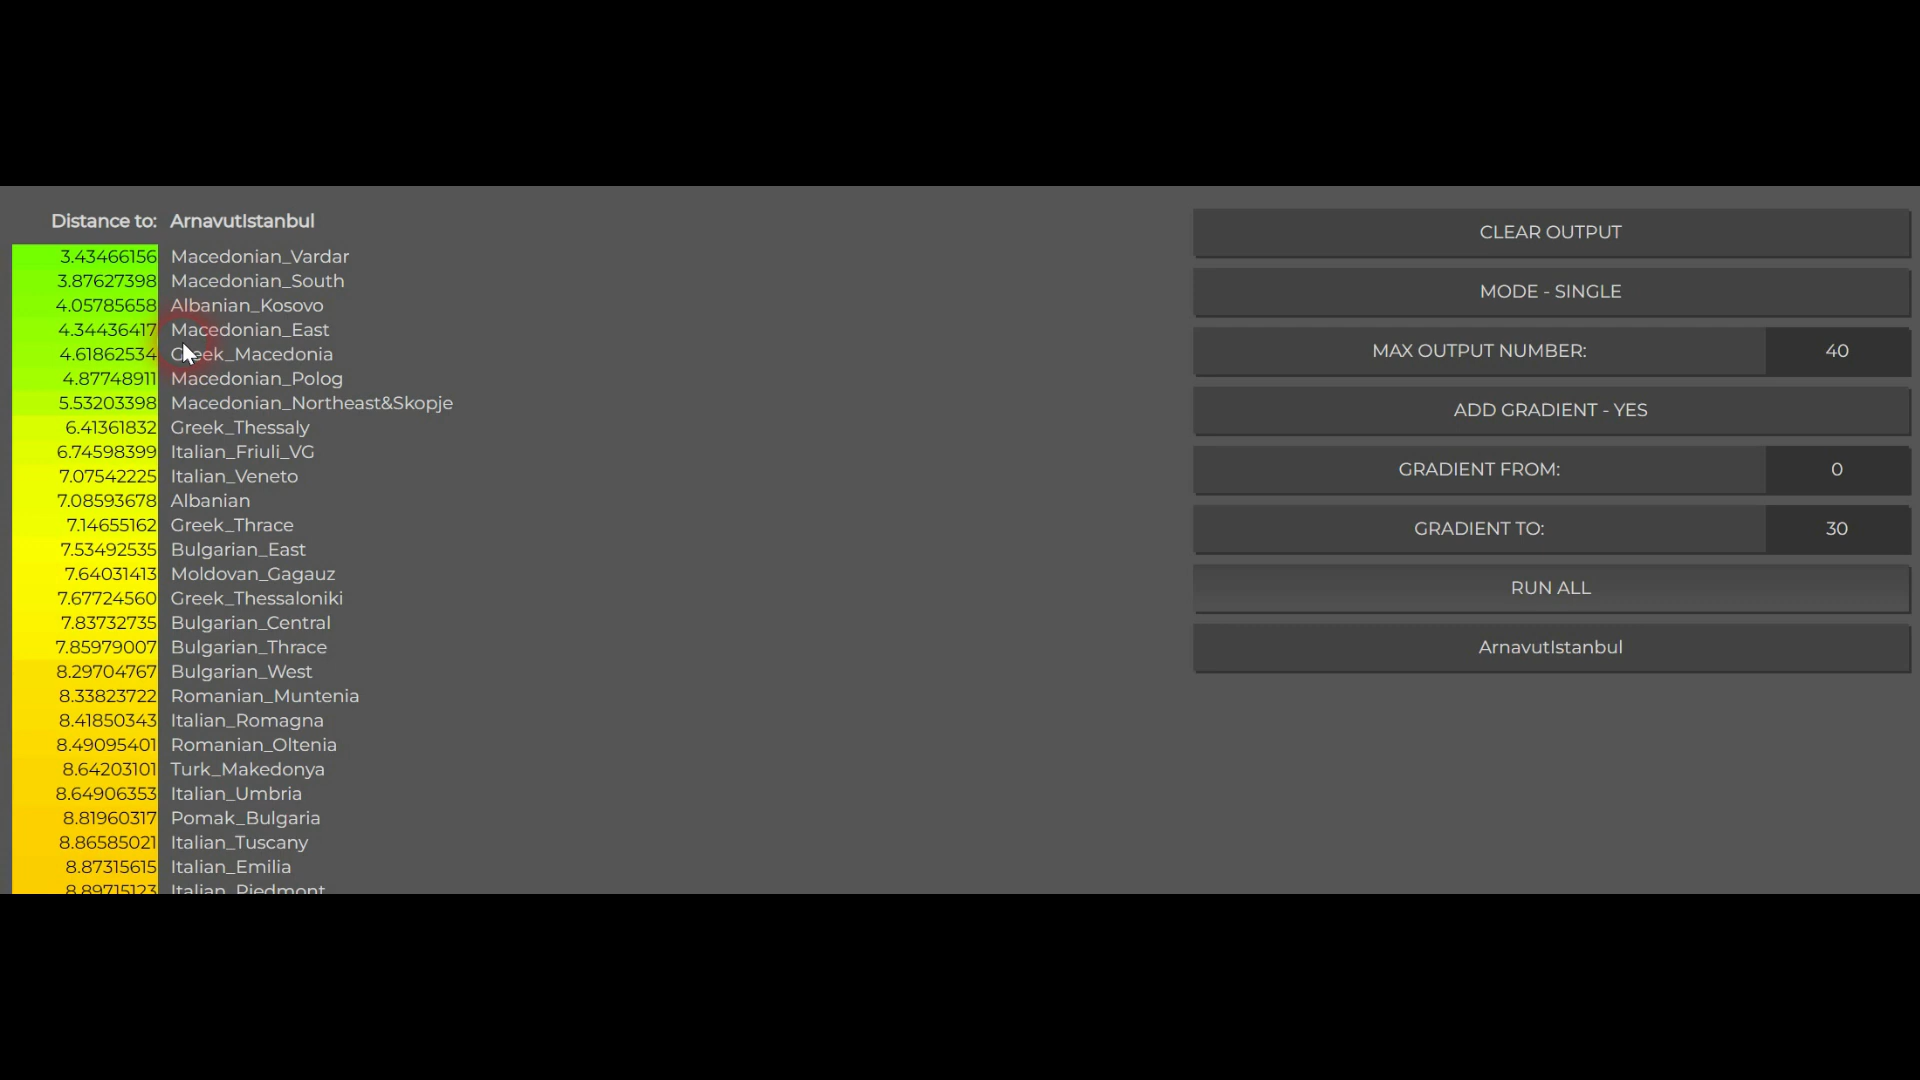 Distance to: ArnavutIstanbul
3.43466156 Macedonian_Vardar
3.87627398 Macedonian_South
4.05785658 Albanian_Kosovo
4.34436417 Macedonian_East
4.61862534 Greek_Macedonia
4.87748911 Macedonian_Polog
5.53203398 Macedonian_Northeast&Skopje
6.41361832 Greek_Thessaly
6.74598399 Italian_Friuli_VG
7.07542225 Italian_Veneto
7.08593678 Albanian
7.14655162 Greek_Thrace
7.53492535 Bulgarian_East
7.64031413 Moldovan_Gagauz
7.67724560 Greek_Thessaloniki
7.83732735 Bulgarian_Central
7.85979007 Bulgarian_Thrace
8.29704767 Bulgarian_West
8.33823722 Romanian_Muntenia
8.41850343 Italian_Romagna
8.49095401 Romanian_Oltenia
8.64203101 Turk_Makedonya
8.64906353 Italian_Umbria
8.81960317 Pomak_Bulgaria
8.86585021 Italian_Tuscany
8.87315615 Italian_Emilia
8.89715123 Italian_Piedmont
CLEAR OUTPUT
MODE - SINGLE
MAX OUTPUT NUMBER: 40
ADD GRADIENT - YES
GRADIENT FROM: 0
GRADIENT TO: 30
RUN ALL
ArnavutIstanbul